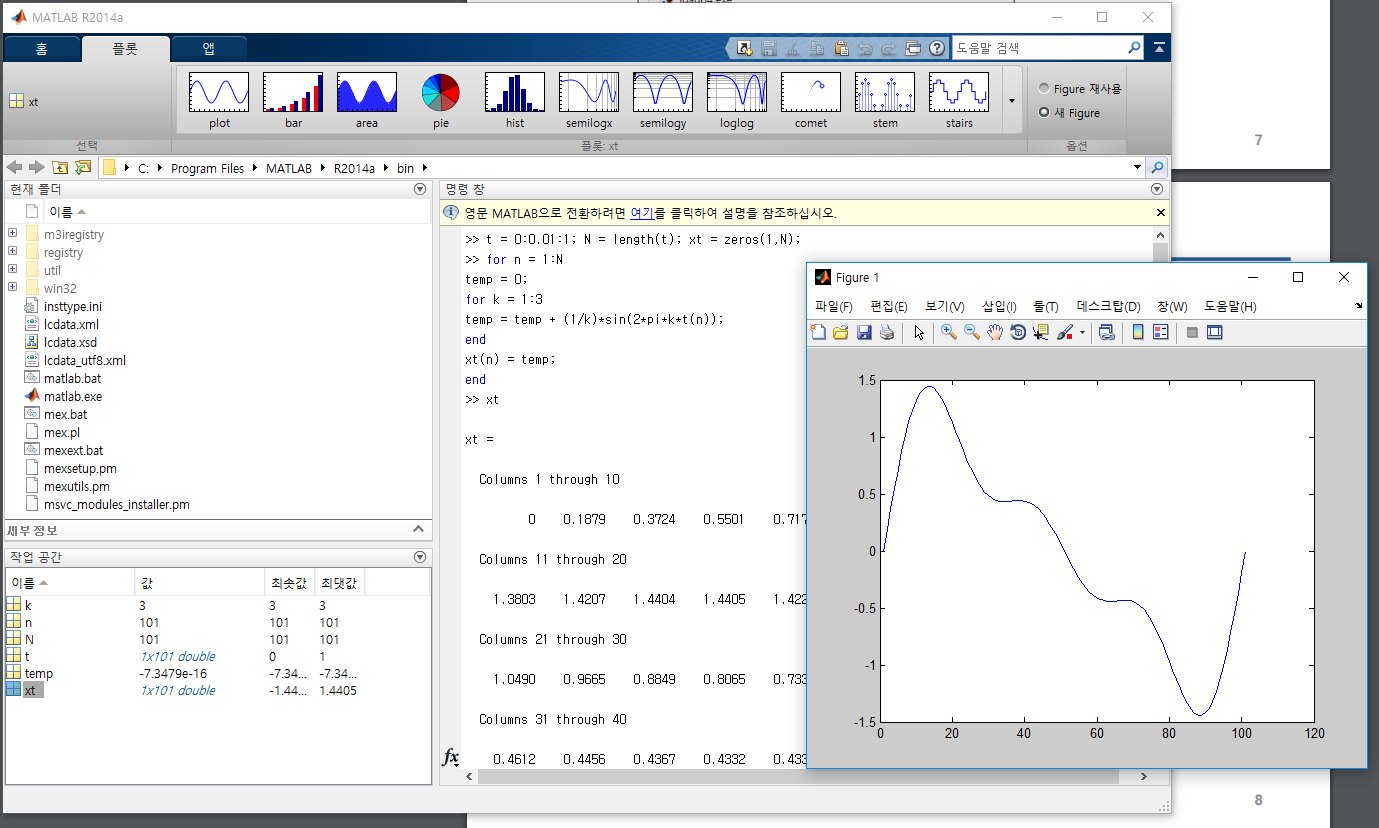 MATLAB R2014a
홈 플롯 앱
도움말 검색
xt
plot bar area pie hist semilogx semilogy loglog comet stem stairs
Figure 재사용
새 Figure
선택 플롯: xt 옵션
7
C: Program Files MATLAB R2014a bin
현재 폴더
이름
m3iregistry
registry
util
win32
insttype.ini
lcdata.xml
lcdata.xsd
lcdata_utf8.xml
matlab.bat
matlab.exe
mex.bat
mex.pl
mexext.bat
mexsetup.pm
mexutils.pm
msvc_modules_installer.pm
세부 정보
작업 공간
이름 값 최솟값 최댓값
k 3 3 3
n 101 101 101
N 101 101 101
t 1x101 double 0 1
temp -7.3479e-16 -7.34... -7.34...
xt 1x101 double -1.44... 1.4405
명령 창
영문 MATLAB으로 전환하려면 여기를 클릭하여 설명을 참조하십시오.
>> t = 0:0.01:1; N = length(t); xt = zeros(1,N);
>> for n = 1:N
temp = 0;
for k = 1:3
temp = temp + (1/k)*sin(2*pi*k*t(n));
end
xt(n) = temp;
end
>> xt
xt =
Columns 1 through 10
0 0.1879 0.3724 0.5501 0.717
Columns 11 through 20
1.3803 1.4207 1.4404 1.4405 1.422
Columns 21 through 30
1.0490 0.9665 0.8849 0.8065 0.733
Columns 31 through 40
fx 0.4612 0.4456 0.4367 0.4332 0.433
Figure 1
파일(F) 편집(E) 보기(V) 삽입(I) 툴(T) 데스크탑(D) 창(W) 도움말(H)
1.5
1
0.5
0
-0.5
-1
-1.5
0 20 40 60 80 100 120
8